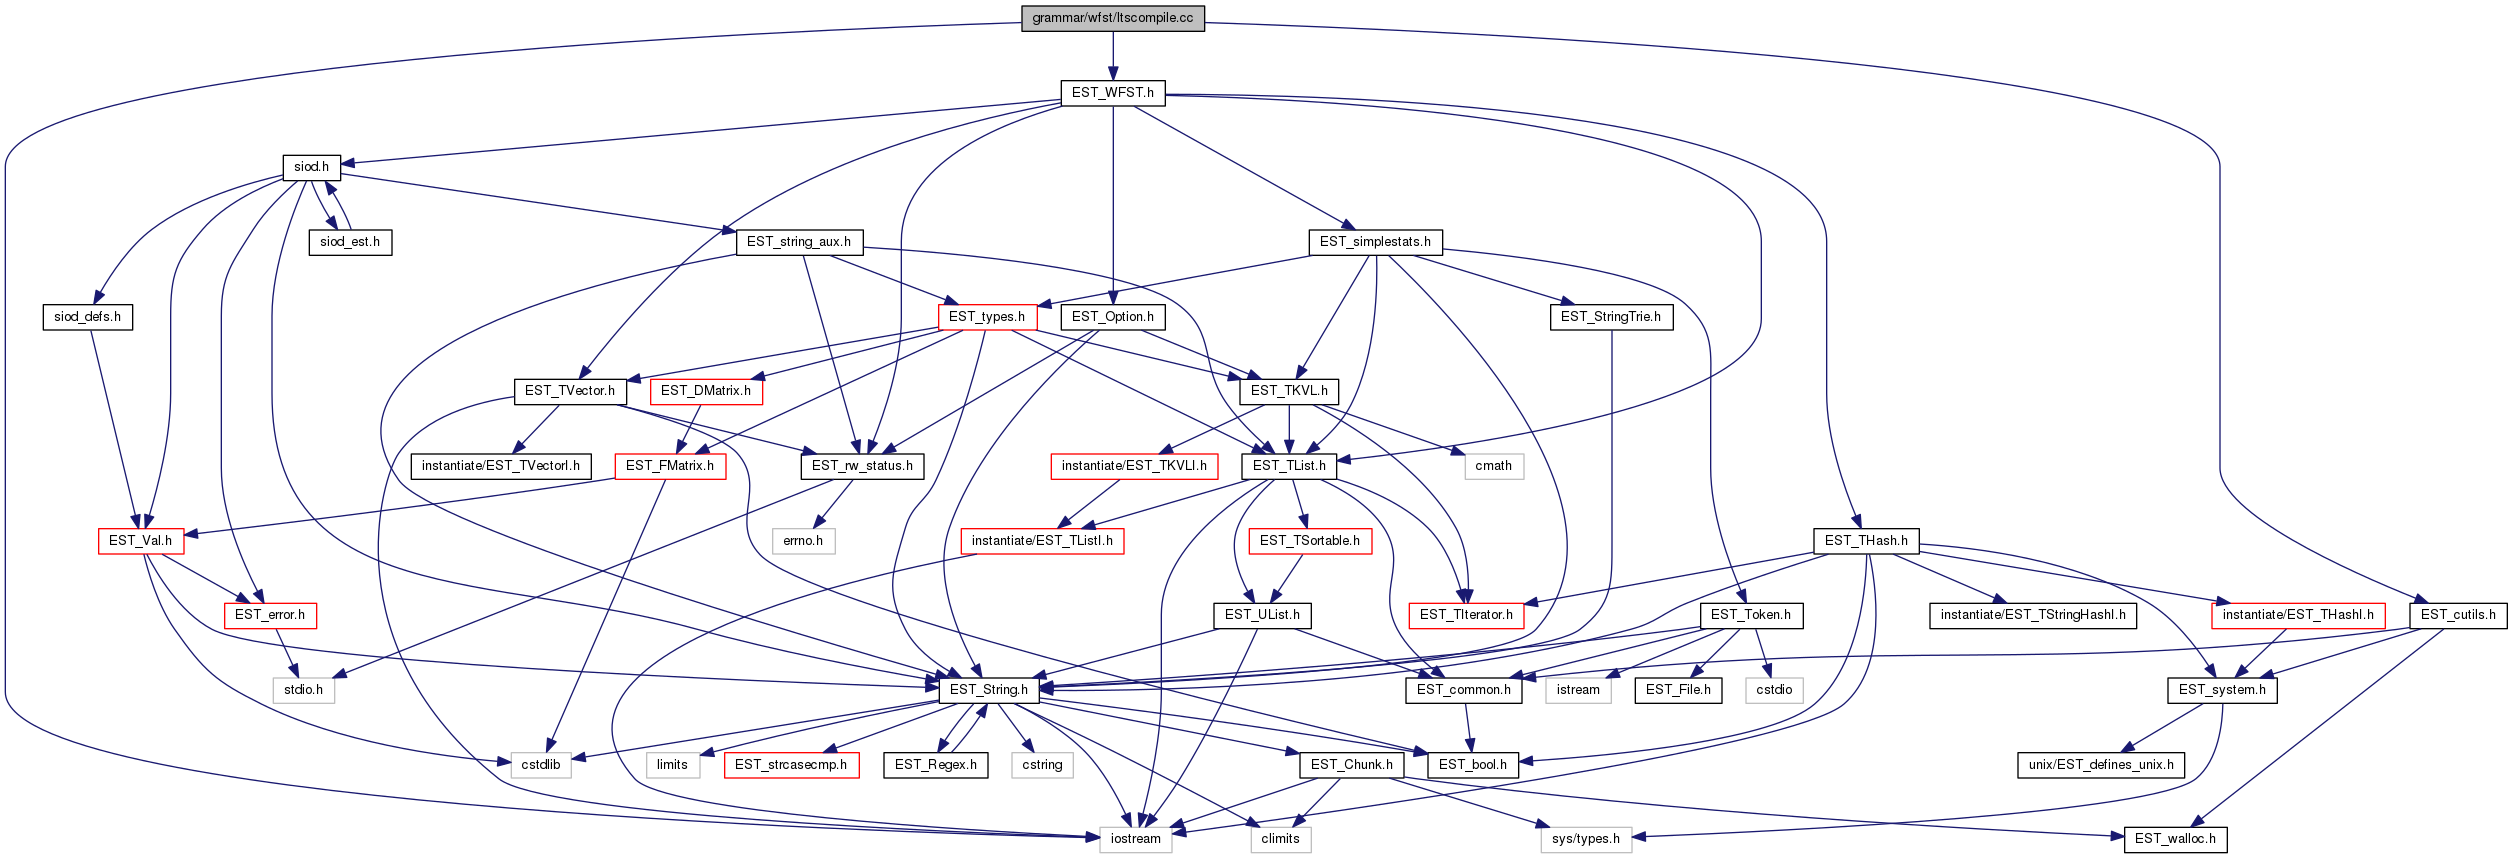 grammar/wfst/ltscompile.cc
EST_WFST.h
siod.h
siod_est.h
EST_string_aux.h
EST_simplestats.h
siod_defs.h
EST_types.h
EST_Option.h
EST_StringTrie.h
EST_TVector.h
EST_DMatrix.h
EST_TKVL.h
instantiate/EST_TVectorI.h
EST_FMatrix.h
EST_rw_status.h
instantiate/EST_TKVLI.h
EST_TList.h
cmath
EST_Val.h
errno.h
instantiate/EST_TListI.h
EST_TSortable.h
EST_THash.h
EST_error.h
EST_UList.h
EST_TIterator.h
EST_Token.h
instantiate/EST_TStringHashI.h
instantiate/EST_THashI.h
EST_cutils.h
stdio.h
EST_String.h
EST_common.h
istream
EST_File.h
cstdio
EST_system.h
cstdlib
limits
EST_strcasecmp.h
EST_Regex.h
cstring
EST_Chunk.h
EST_bool.h
unix/EST_defines_unix.h
iostream
climits
sys/types.h
EST_walloc.h